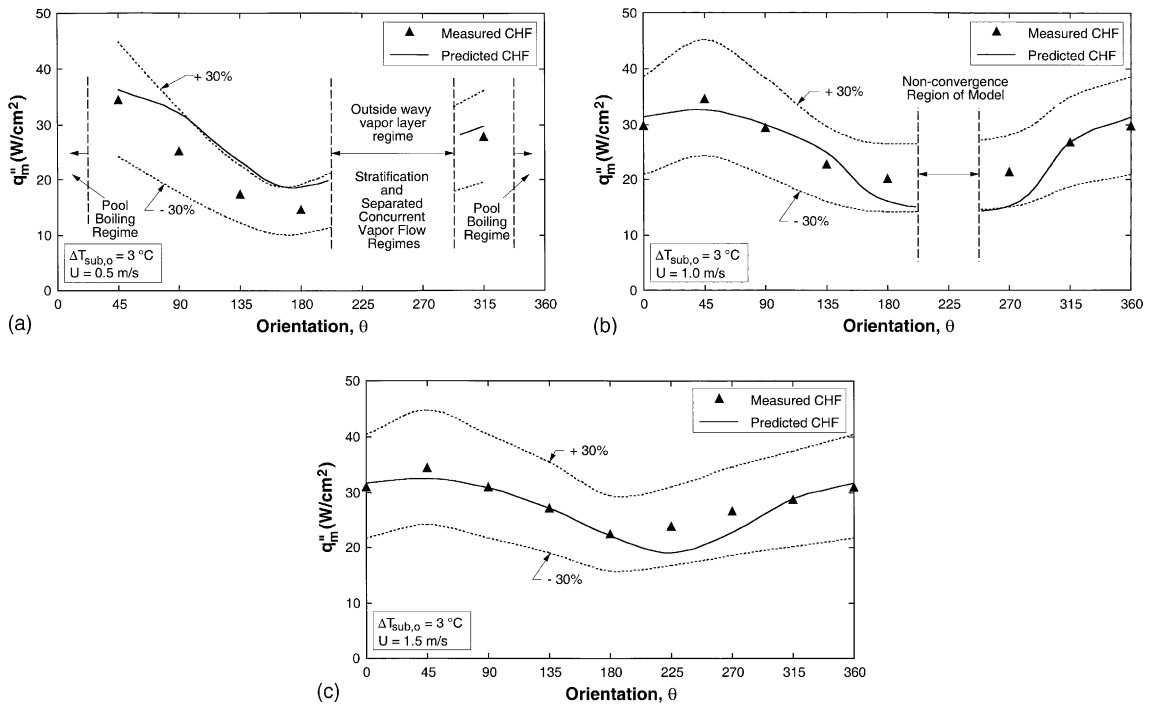 50
40
30
20
10
0
q"m (W/cm2)
▲ Measured CHF
— Predicted CHF
+ 30%
- 30%
Pool
Boiling
Regime
Outside wavy
vapor layer
regime
Stratification
and
Separated
Concurrent
Vapor Flow
Regimes
Pool
Boiling
Regime
ΔTsub,o = 3 °C
U = 0.5 m/s
0 45 90 135 180 225 270 315 360
Orientation, θ
(a)
50
40
30
20
10
0
q"m (W/cm2)
▲ Measured CHF
— Predicted CHF
+ 30%
- 30%
Non-convergence
Region of Model
ΔTsub,o = 3 °C
U = 1.0 m/s
0 45 90 135 180 225 270 315 360
Orientation, θ
(b)
50
40
30
20
10
0
q"m (W/cm2)
▲ Measured CHF
— Predicted CHF
+ 30%
- 30%
ΔTsub,o = 3 °C
U = 1.5 m/s
0 45 90 135 180 225 270 315 360
Orientation, θ
(c)